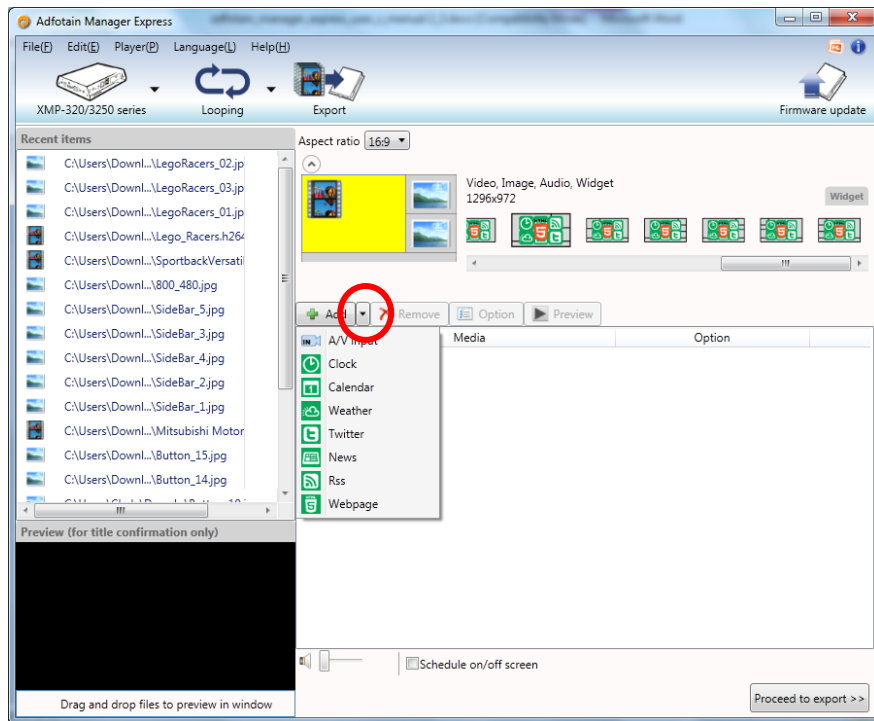 Adfotain Manager Express
File(F) Edit(E) Player(P) Language(L) Help(H)
XMP-320/3250 series Looping Export Firmware update
Recent items
Aspect ratio 16:9
C:\Users\Downl...\LegoRacers_02.jp
C:\Users\Downl...\LegoRacers_03.jp
C:\Users\Downl...\LegoRacers_01.jp
C:\Users\Downl...\Lego_Racers.h264
C:\Users\Downl...\SportbackVersati
C:\Users\Downl...\800_480.jpg
C:\Users\Downl...\SideBar_5.jpg
C:\Users\Downl...\SideBar_3.jpg
C:\Users\Downl...\SideBar_4.jpg
C:\Users\Downl...\SideBar_2.jpg
C:\Users\Downl...\SideBar_1.jpg
C:\Users\Downl...\Mitsubishi Motor
C:\Users\Downl...\Button_15.jpg
C:\Users\Downl...\Button_14.jpg
Video, Image, Audio, Widget
1296x972
Widget
Add Remove Option Preview
Media Option
A/V Input
Clock
Calendar
Weather
Twitter
News
Rss
Webpage
Preview (for title confirmation only)
Drag and drop files to preview in window
Schedule on/off screen
Proceed to export >>